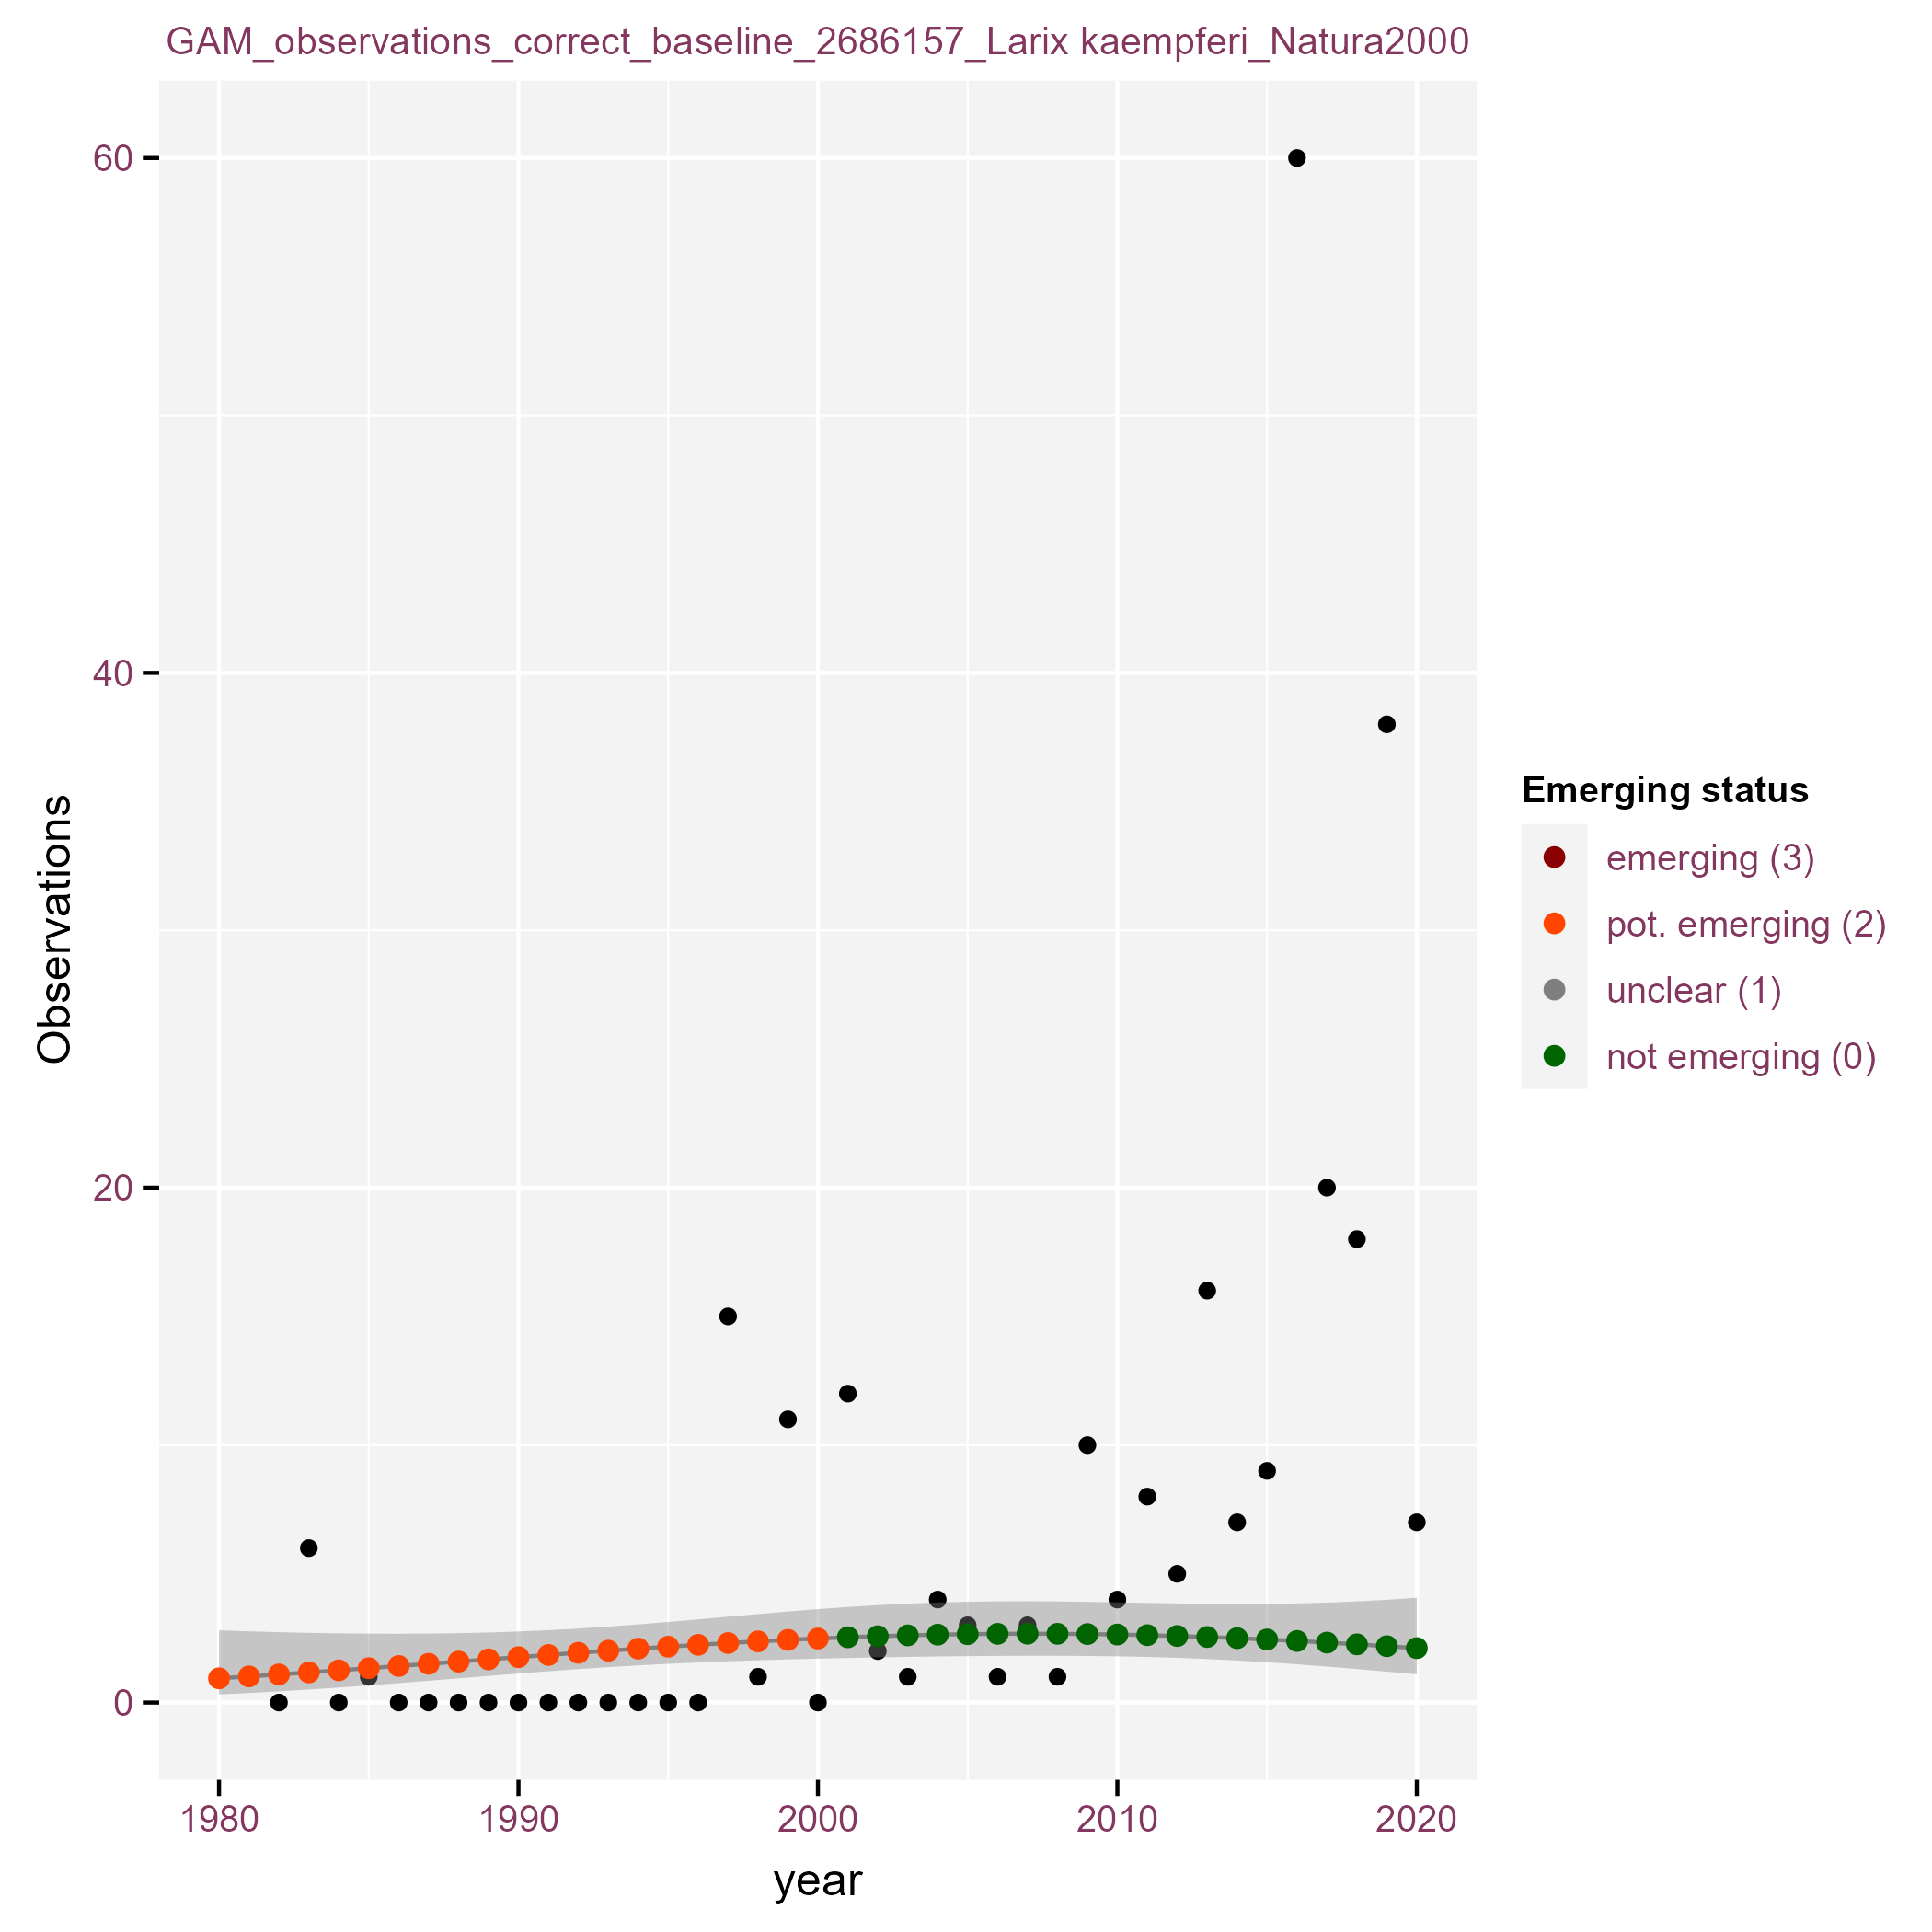 GAM_observations_correct_baseline_2686157_Larix kaempferi_Natura2000
60
40
20
0
Observations
1980
1990
2000
2010
2020
year
Emerging status
emerging (3)
pot. emerging (2)
unclear (1)
not emerging (0)